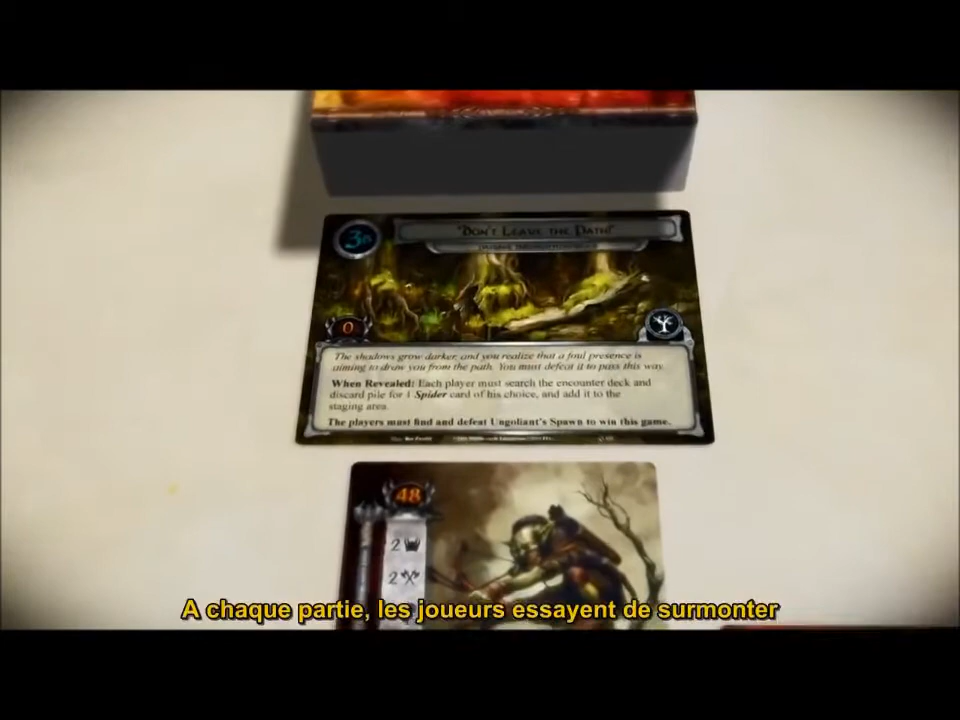 3B
"DON'T LEAVE THE PATH!"
0
The shadows grow darker, and you realize that a foul presence is
aiming to draw you from the path. You must defeat it to pass this way.
When Revealed: Each player must search the encounter deck and
discard pile for 1 Spider card of his choice, and add it to the
staging area.
The players must find and defeat Ungoliant's Spawn to win this game.
48
2
2
A chaque partie, les joueurs essayent de surmonter